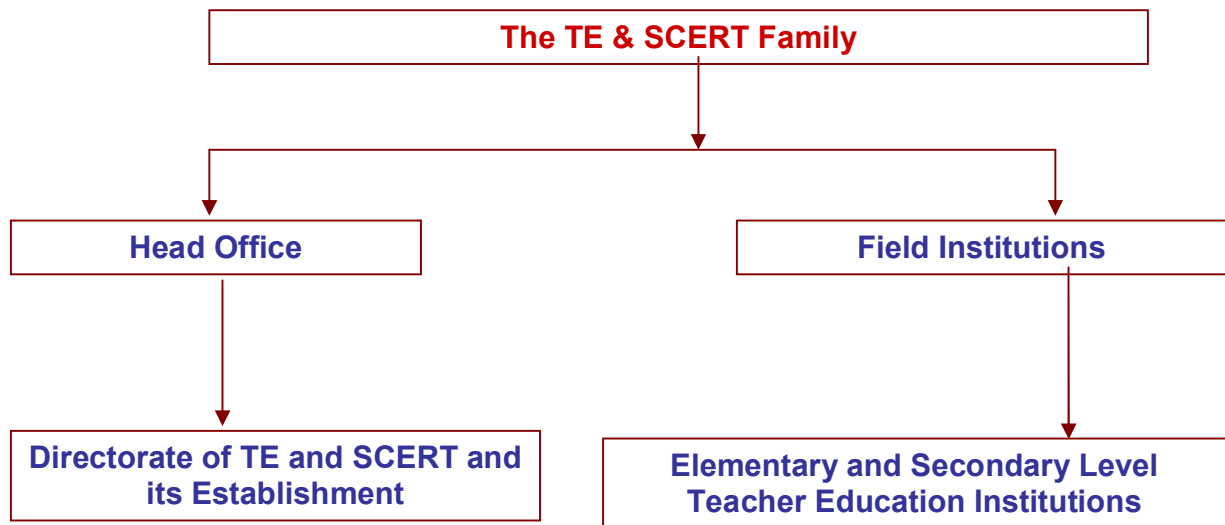 The TE & SCERT Family
Head Office
Field Institutions
Directorate of TE and SCERT and
its Establishment
Elementary and Secondary Level
Teacher Education Institutions